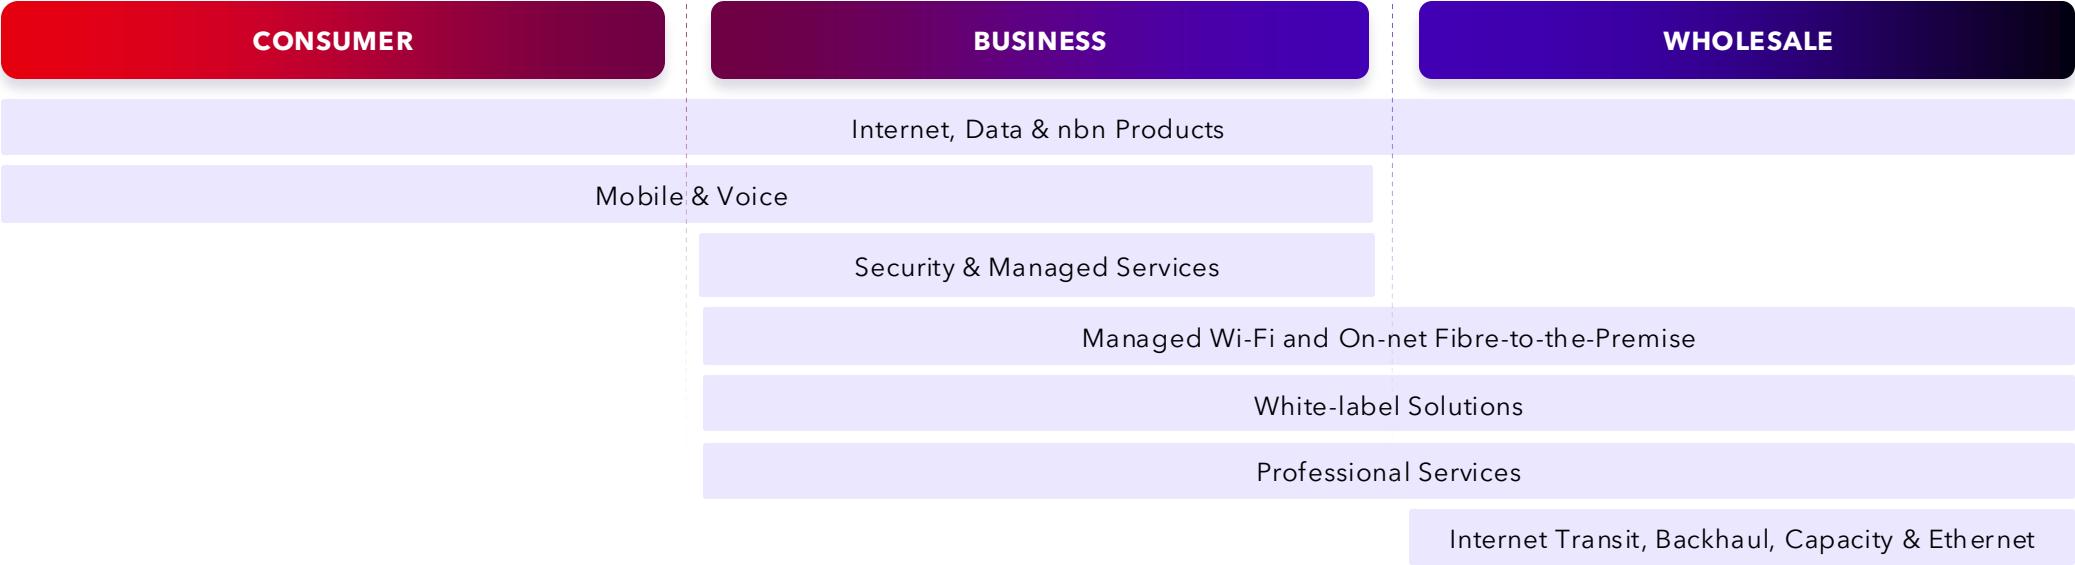 CONSUMER
BUSINESS
WHOLESALE
Internet, Data & nbn Products
Mobile & Voice
Security & Managed Services
Managed Wi-Fi and On-net Fibre-to-the-Premise
White-label Solutions
Professional Services
Internet Transit, Backhaul, Capacity & Ethernet